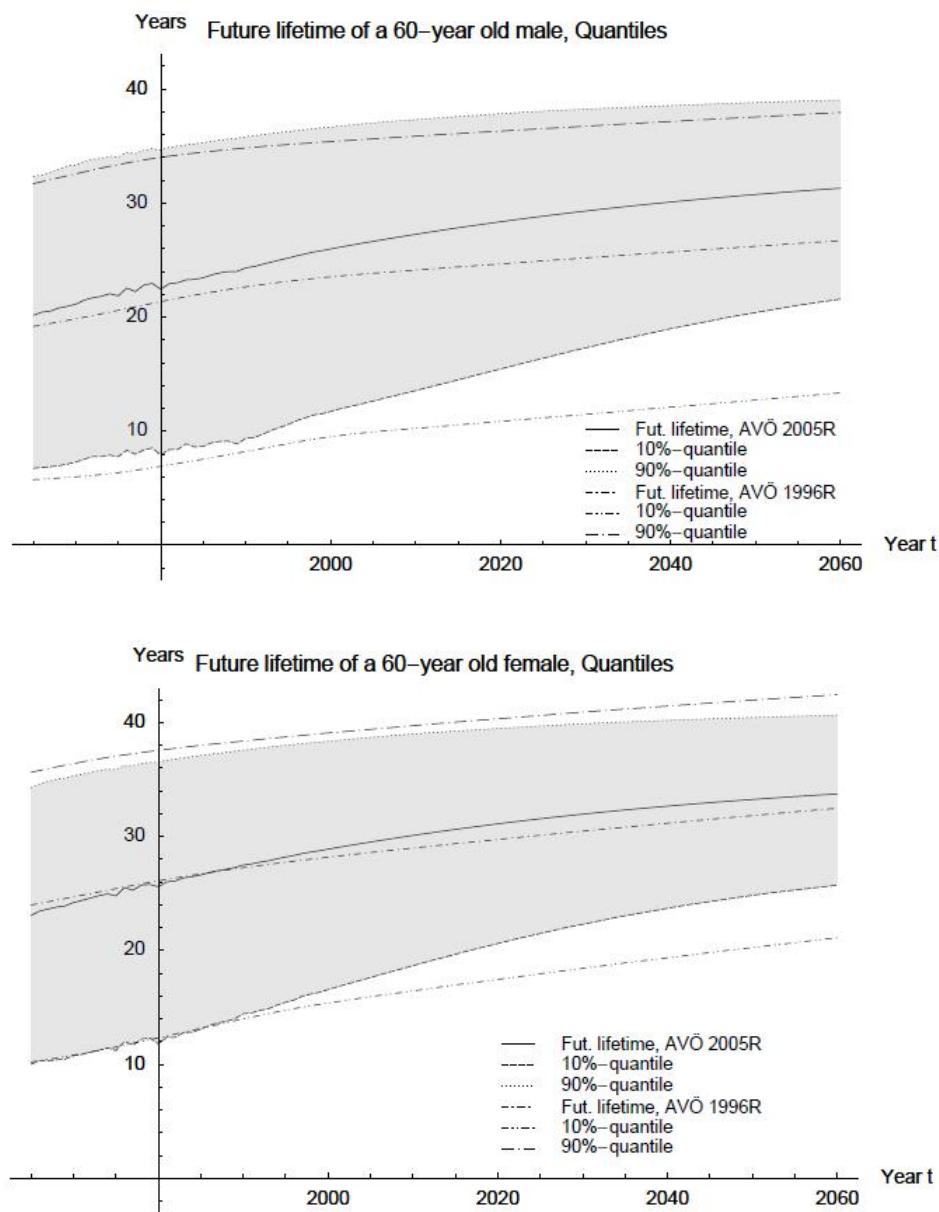 Years Future lifetime of a 60−year old male, Quantiles
40
30
20
10
Fut. lifetime, AVÖ 2005R
10%−quantile
90%−quantile
Fut. lifetime, AVÖ 1996R
10%−quantile
90%−quantile
Year t
2000 2020 2040 2060
Years Future lifetime of a 60−year old female, Quantiles
40
30
20
10
Fut. lifetime, AVÖ 2005R
10%−quantile
90%−quantile
Fut. lifetime, AVÖ 1996R
10%−quantile
90%−quantile
Year t
2000 2020 2040 2060